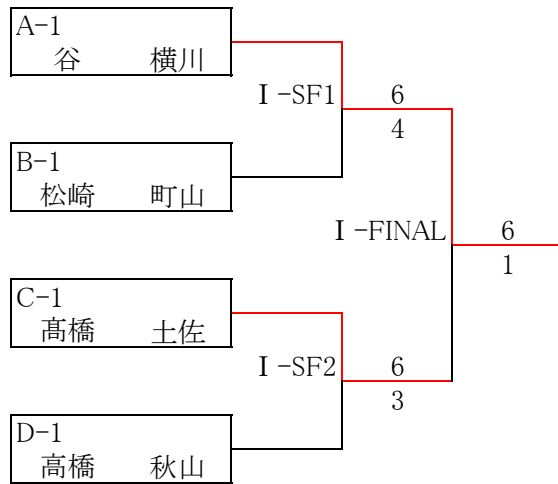 A-1
谷 横川
I-SF1
6
4
B-1
松崎 町山
I-FINAL
6
1
C-1
髙橋 土佐
I-SF2
6
3
D-1
高橋 秋山